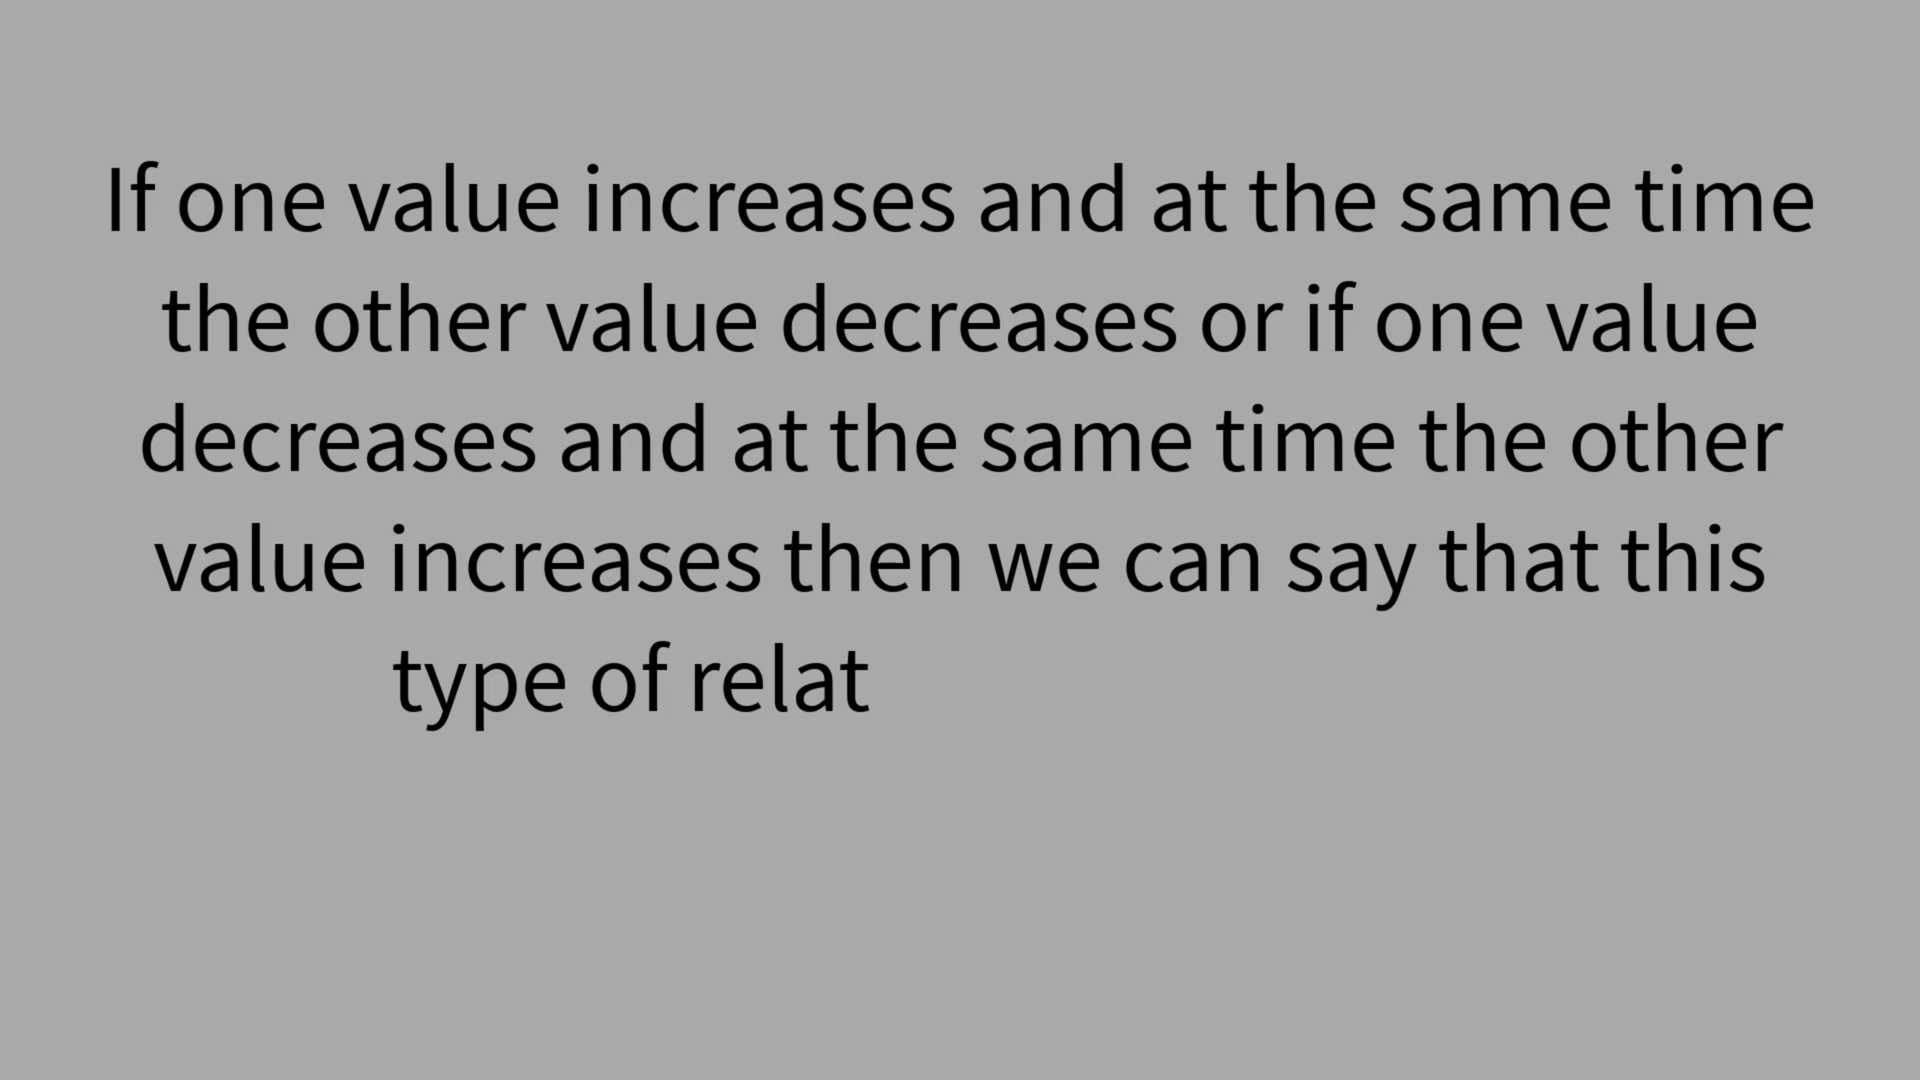 If one value increases and at the same time
the other value decreases or if one value
decreases and at the same time the other
value increases then we can say that this
type of relat